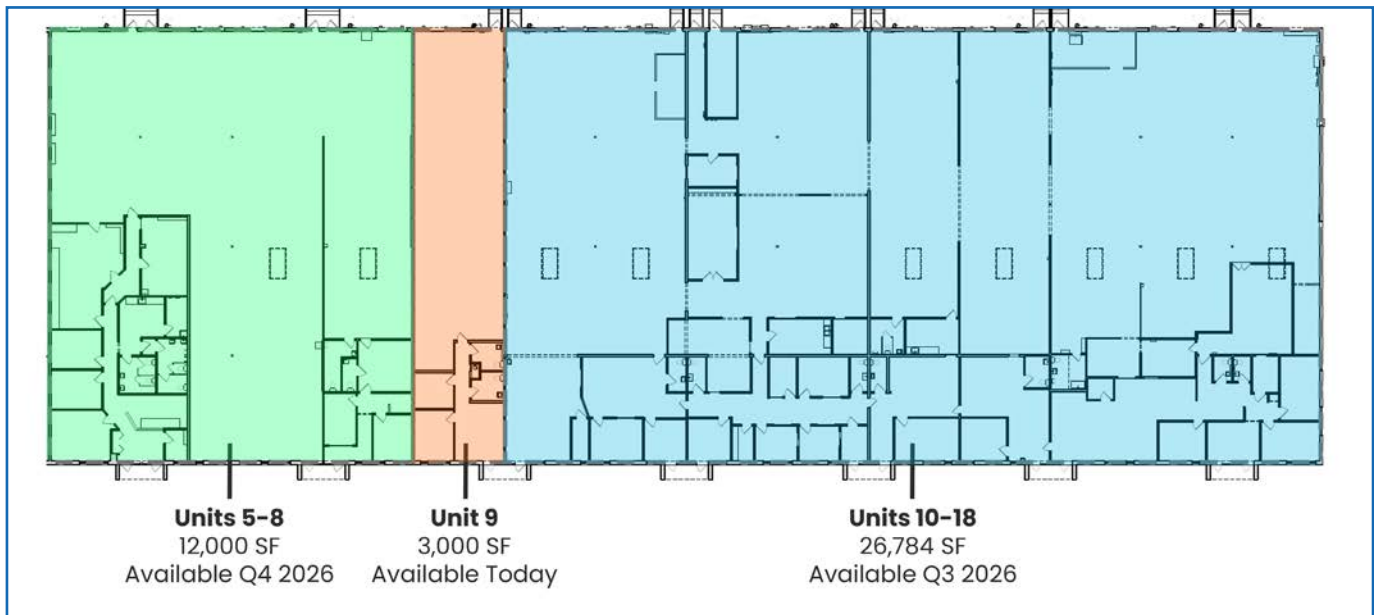 Units 5-8
12,000 SF
Available Q4 2026
Unit 9
3,000 SF
Available Today
Units 10-18
26,784 SF
Available Q3 2026